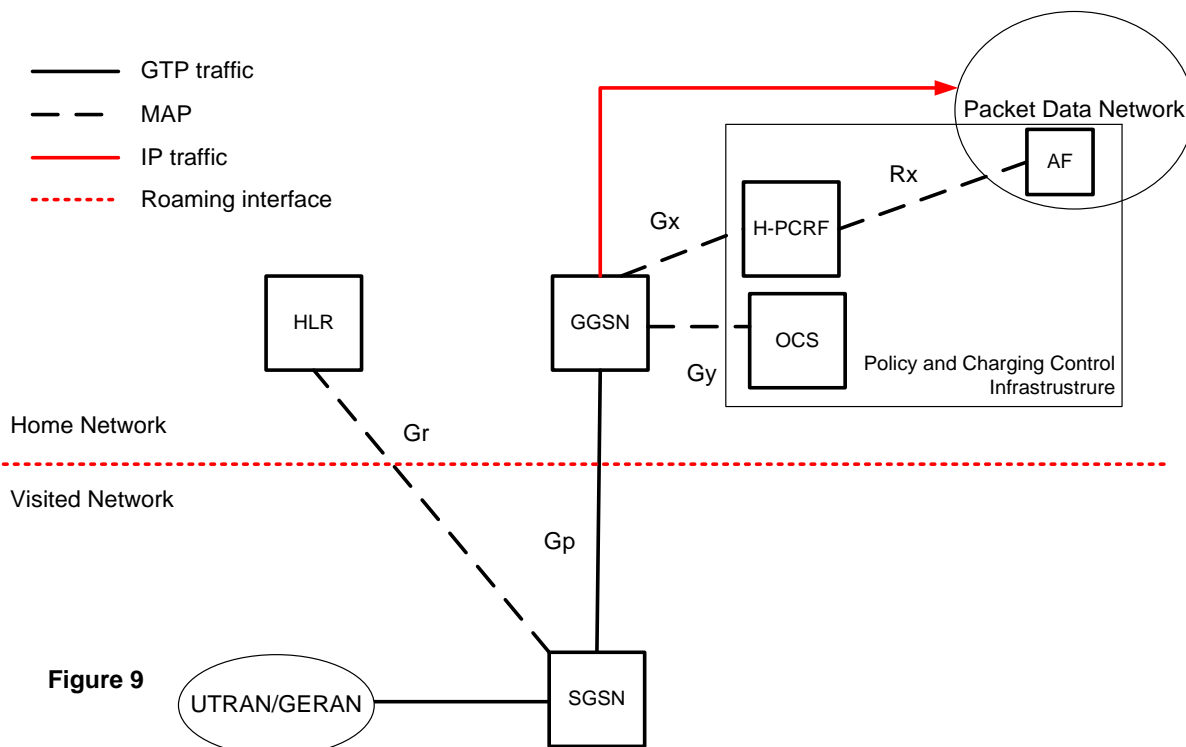 GTP traffic
MAP
IP traffic
Roaming interface
Packet Data Network
AF
Rx
Gx
H-PCRF
HLR
GGSN
OCS
Gy
Policy and Charging Control
Infrastrustrure
Home Network
Gr
Visited Network
Gp
Figure 9
UTRAN/GERAN
SGSN